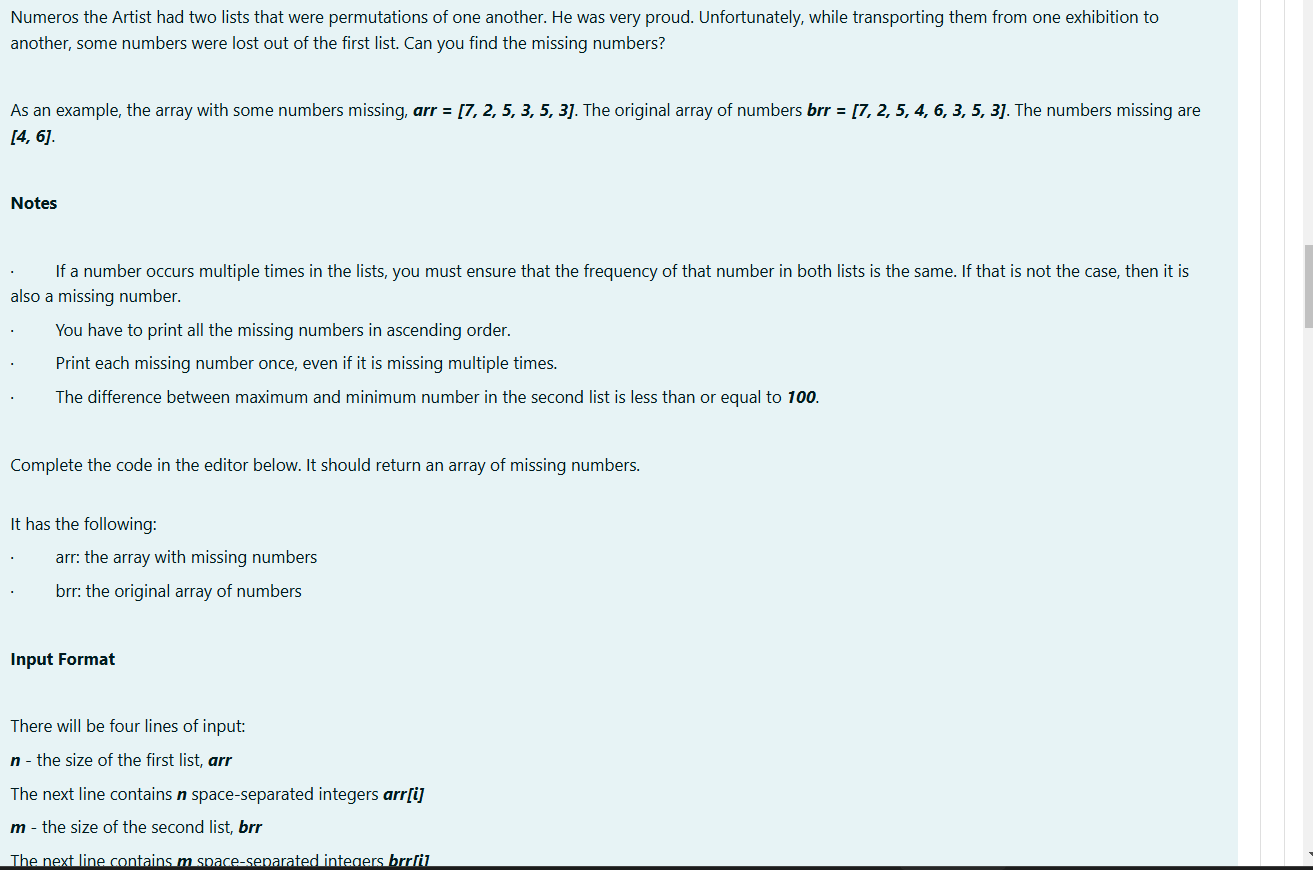 Numeros the Artist had two lists that were permutations of one another. He was very proud. Unfortunately, while transporting them from one exhibition to
another, some numbers were lost out of the first list. Can you find the missing numbers?
As an example, the array with some numbers missing, arr = [7, 2, 5, 3, 5, 3]. The original array of numbers brr = [7, 2, 5, 4, 6, 3, 5, 3]. The numbers missing are
[4, 6].
Notes
· If a number occurs multiple times in the lists, you must ensure that the frequency of that number in both lists is the same. If that is not the case, then it is
also a missing number.
· You have to print all the missing numbers in ascending order.
· Print each missing number once, even if it is missing multiple times.
· The difference between maximum and minimum number in the second list is less than or equal to 100.
Complete the code in the editor below. It should return an array of missing numbers.
It has the following:
· arr: the array with missing numbers
· brr: the original array of numbers
Input Format
There will be four lines of input:
n - the size of the first list, arr
The next line contains n space-separated integers arr[i]
m - the size of the second list, brr
The next line contains m space-separated integers brr[i]